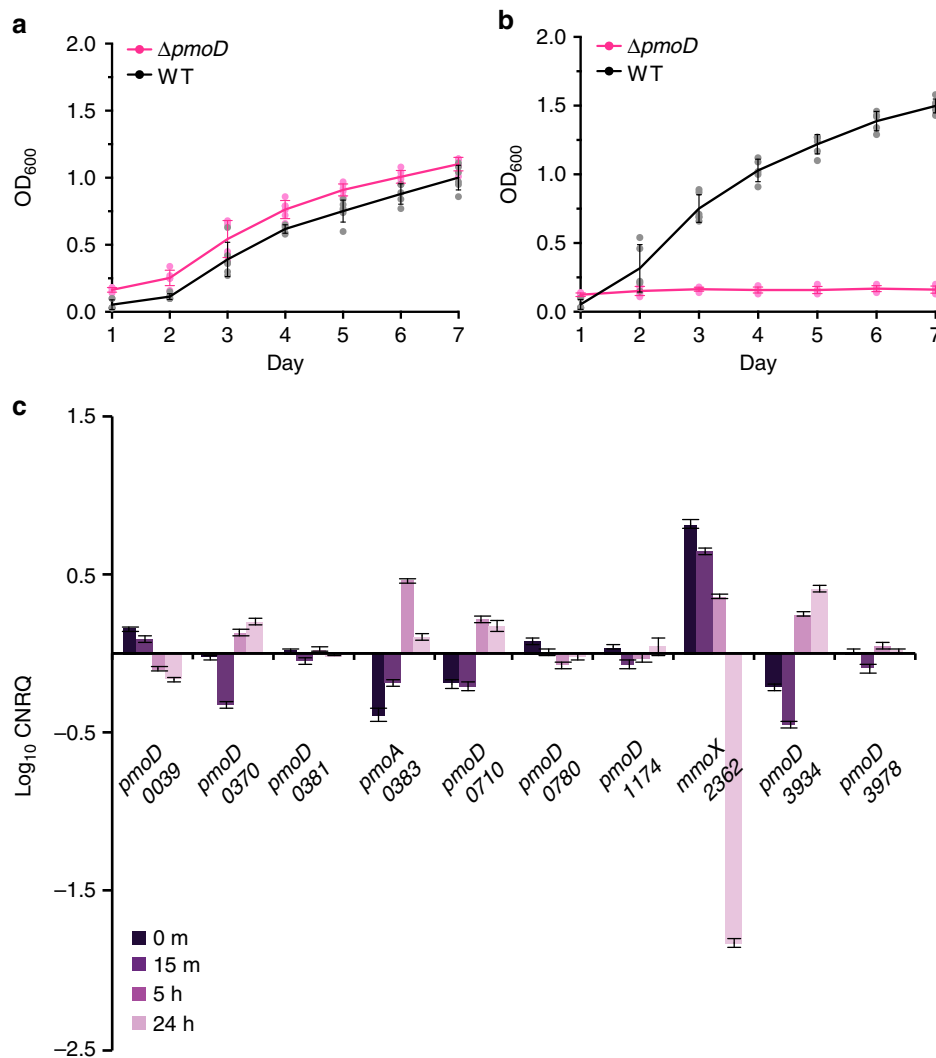 a
ΔpmoD
WT
2.0
1.5
1.0
0.5
0.0
OD600
1 2 3 4 5 6 7
Day
b
ΔpmoD
WT
2.0
1.5
1.0
0.5
0.0
OD600
1 2 3 4 5 6 7
Day
c
1.5
0.5
−0.5
−1.5
−2.5
Log10 CNRQ
pmoD
0039
pmoD
0370
pmoD
0381
pmoA
0383
pmoD
0710
pmoD
0780
pmoD
1174
mmoX
2362
pmoD
3934
pmoD
3978
0 m
15 m
5 h
24 h